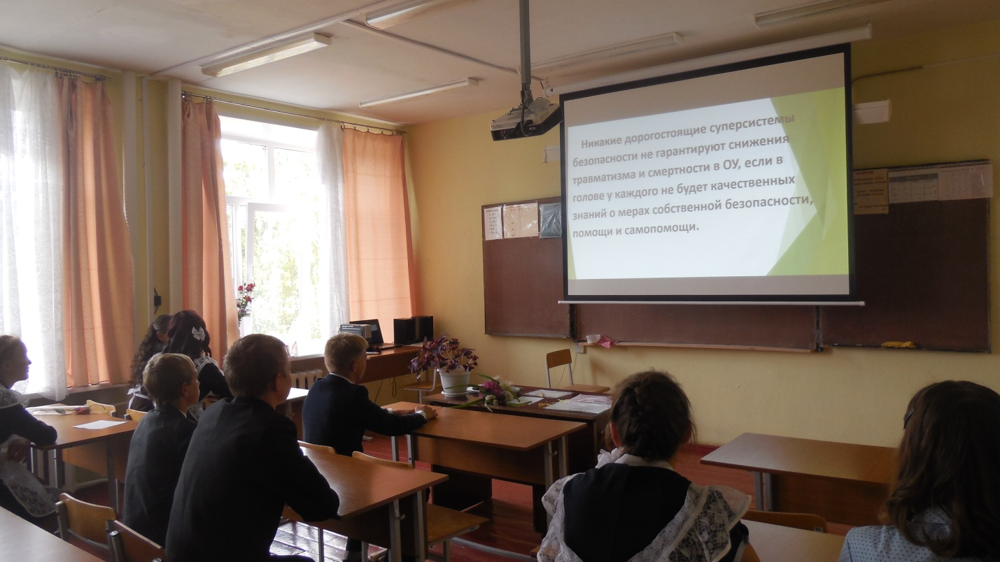 Никакие дорогостоящие суперсистемы
безопасности не гарантируют снижения
травматизма и смертности в ОУ, если в
голове у каждого не будет качественных
знаний о мерах собственной безопасности,
помощи и самопомощи.